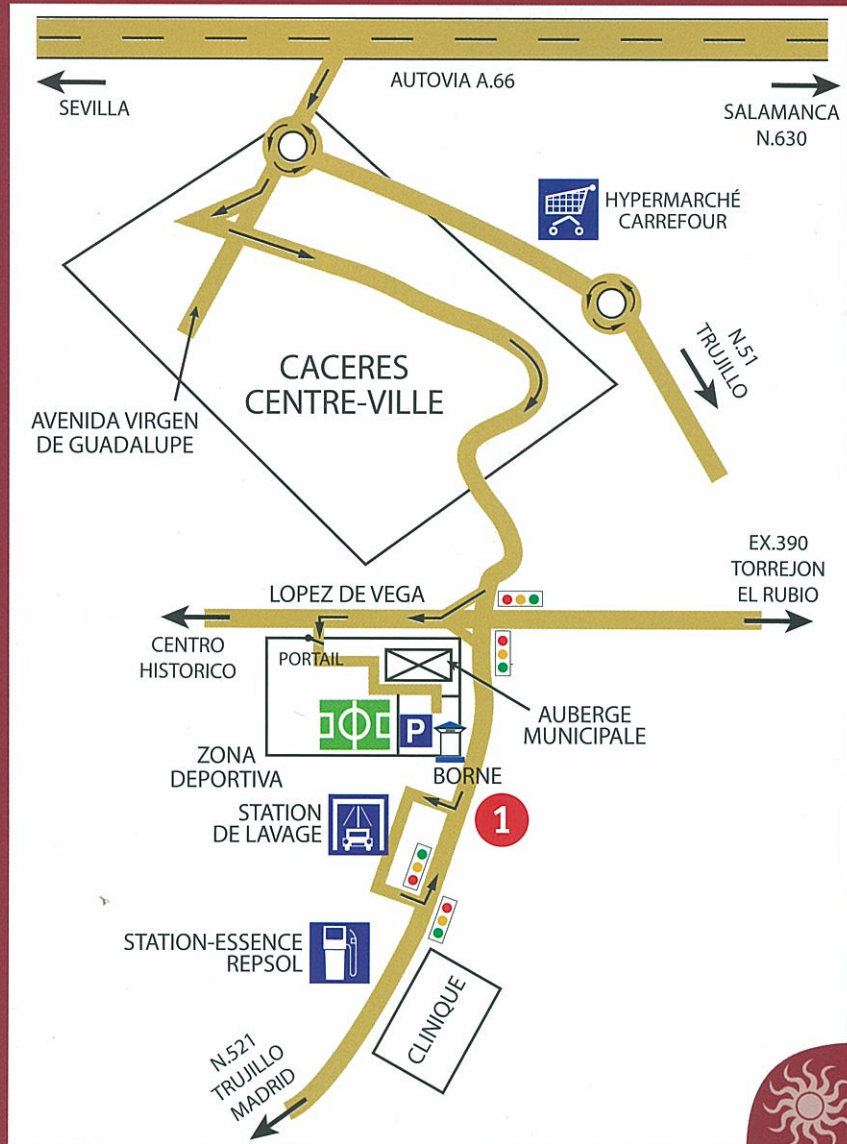 AUTOVIA A.66
SEVILLA
SALAMANCA
N.630
HYPERMARCHÉ
CARREFOUR
N.51
TRUJILLO
CACERES
CENTRE-VILLE
AVENIDA VIRGEN
DE GUADALUPE
EX.390
TORREJON
EL RUBIO
LOPEZ DE VEGA
CENTRO
HISTORICO
PORTAIL
AUBERGE
MUNICIPALE
P
ZONA
DEPORTIVA
BORNE
STATION
DE LAVAGE
1
STATION-ESSENCE
REPSOL
CLINIQUE
N.521
TRUJILLO
MADRID